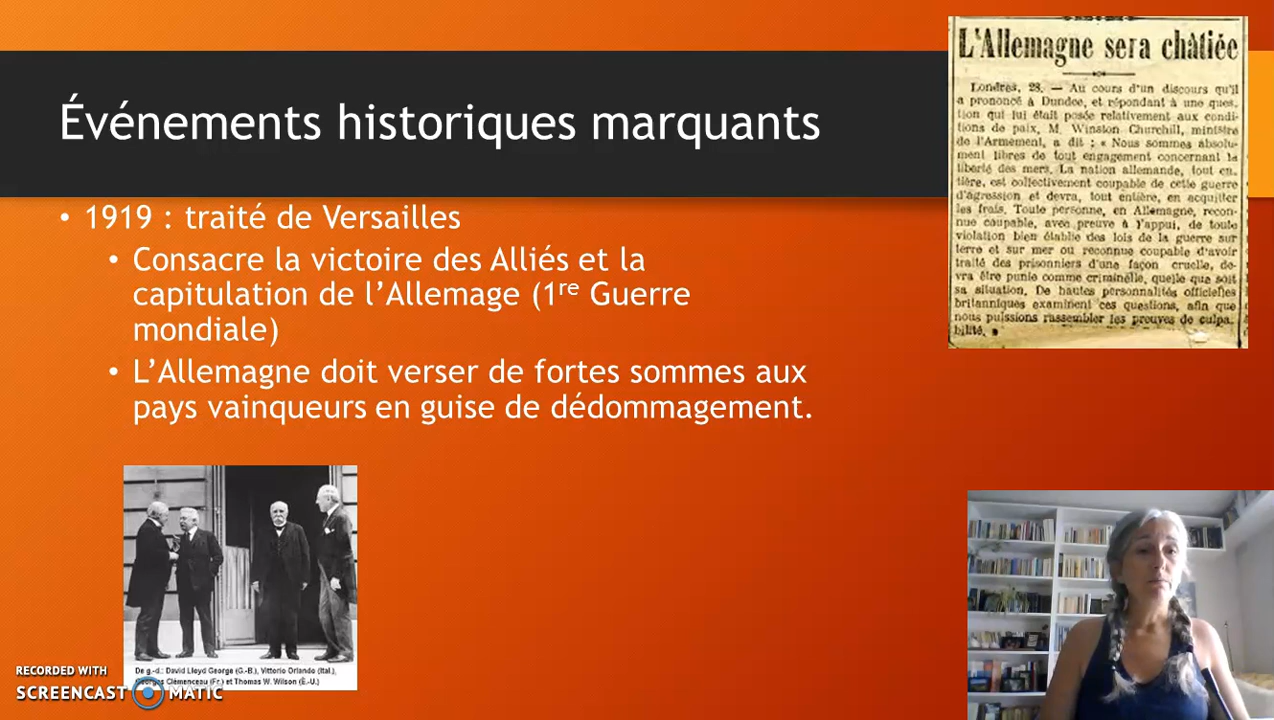 Événements historiques marquants
• 1919 : traité de Versailles
• Consacre la victoire des Alliés et la
capitulation de l’Allemage (1re Guerre
mondiale)
• L’Allemagne doit verser de fortes sommes aux
pays vainqueurs en guise de dédommagement.
L'Allemagne sera châtiée
Londres, 28. — Au cours d'un discours qu'il
a prononcé à Dundee, et répondant à une ques-
tion qui lui était posée relativement aux condi-
tions de paix, M. Winston Churchill, ministre
de l'Armement, a dit : « Nous sommes absolu-
ment libres de tout engagement concernant la
liberté des mers. La nation allemande, tout en-
tière, est collectivement coupable de cette guerre
d'agression et devra, tout entière, en acquitter
les frais. Toute personne, en Allemagne, recon-
nue coupable, avec preuve à l'appui, de toute
violation bien établie des lois de la guerre sur
terre et sur mer ou reconnue coupable d'avoir
traité des prisonniers d'une façon cruelle, de-
vra être punie comme criminelle, quelle que soit
sa situation. De hautes personnalités officielles
britanniques examinent ces questions, afin que
nous puissions rassembler les preuves de culpa-
bilité. »
De g.-d.: David Lloyd George (G.-B.), Vittorio Orlando (Ital.),
Georges Clémenceau (Fr.) et Thomas W. Wilson (É.-U.)
RECORDED WITH
SCREENCAST MATIC